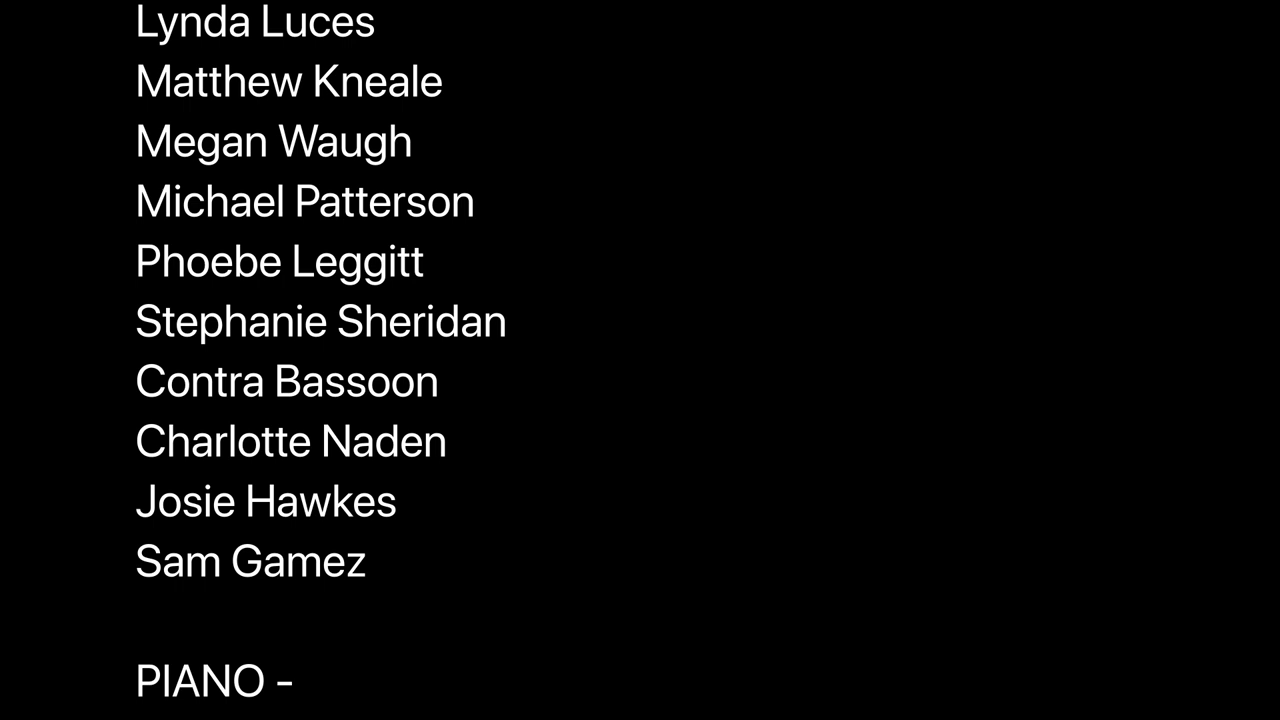 Lynda Luces
Matthew Kneale
Megan Waugh
Michael Patterson
Phoebe Leggitt
Stephanie Sheridan
Contra Bassoon
Charlotte Naden
Josie Hawkes
Sam Gamez
PIANO -